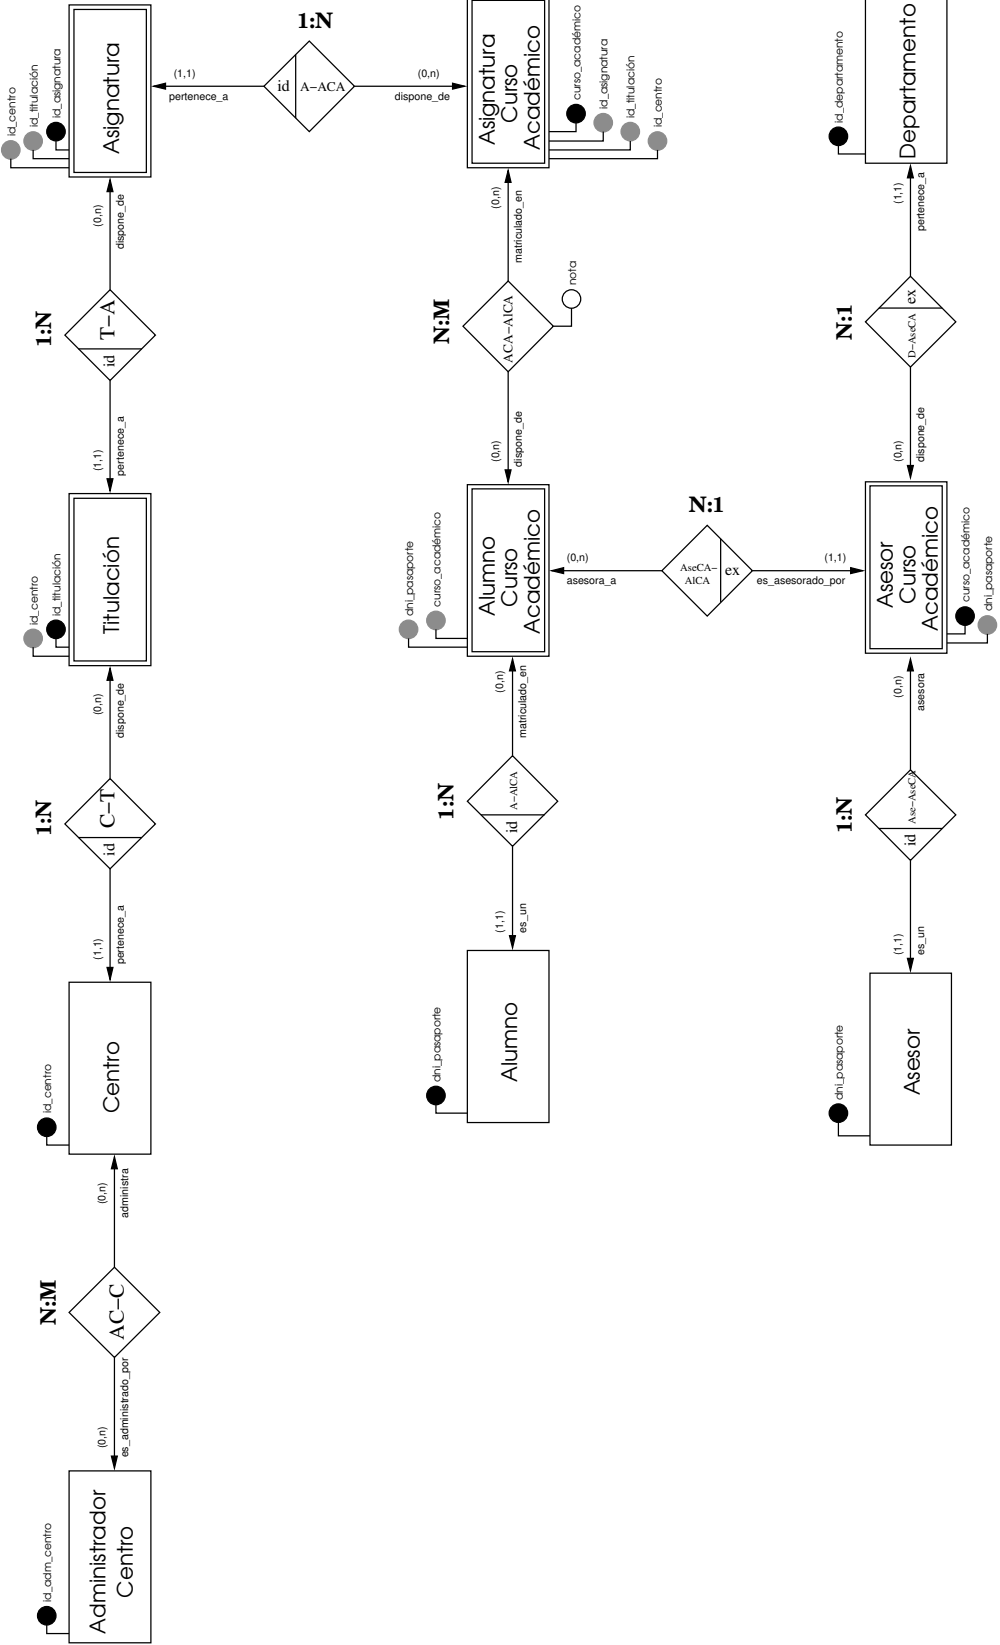 1:N
id_centro
id_titulación
id_asignatura
Asignatura
(1,1)
pertenece_a
id
A-ACA
(0,n)
dispone_de
Asignatura
Curso
Académico
curso_académico
id_asignatura
id_titulación
id_centro
id_departamento
Departamento
(0,n)
dispone_de
1:N
id
T-A
(1,1)
pertenece_a
(0,n)
matriculado_en
N:M
ACA-AlCA
nota
(0,n)
dispone_de
(1,1)
pertenece_a
N:1
D-AseCA
ex
(0,n)
dispone_de
id_centro
id_titulación
Titulación
dni_pasaporte
curso_académico
Alumno
Curso
Académico
(0,n)
asesora_a
N:1
AseCA-
AlCA
ex
(1,1)
es_asesorado_por
Asesor
Curso
Académico
curso_académico
dni_pasaporte
(0,n)
dispone_de
1:N
id
C-T
(1,1)
pertenece_a
(0,n)
matriculado_en
1:N
id
A-AlCA
(1,1)
es_un
(0,n)
asesora
1:N
id
Ase-AseCA
(1,1)
es_un
id_centro
Centro
dni_pasaporte
Alumno
dni_pasaporte
Asesor
(0,n)
administra
N:M
AC-C
(0,n)
es_administrado_por
id_adm_centro
Administrador
Centro